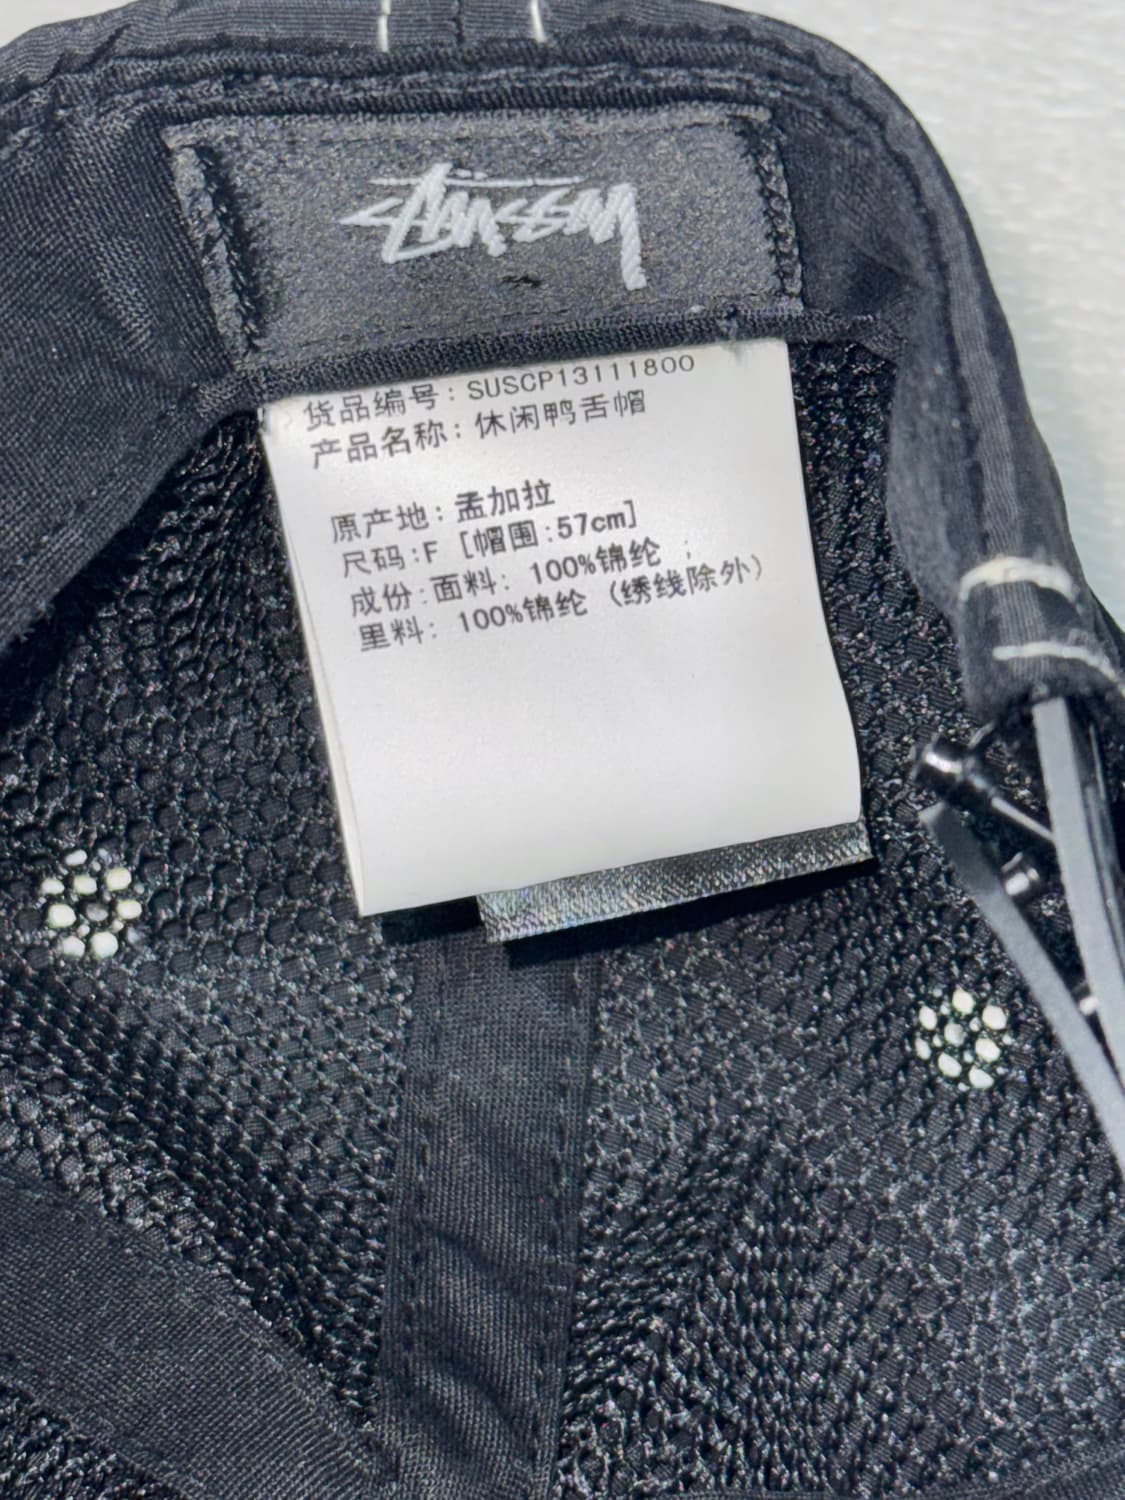 STÜSSY
货品编号: SUSCP13111800
产品名称: 休闲鸭舌帽
原产地: 孟加拉
尺码:F [帽围:57cm]
成份:面料: 100%锦纶 ;
里料: 100%锦纶 (绣线除外)